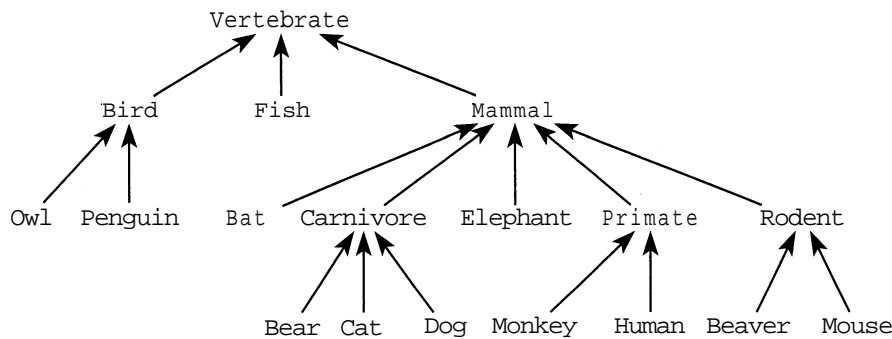 Vertebrate
Bird Fish Mammal
Owl Penguin Bat Carnivore Elephant Primate Rodent
Bear Cat Dog Monkey Human Beaver Mouse